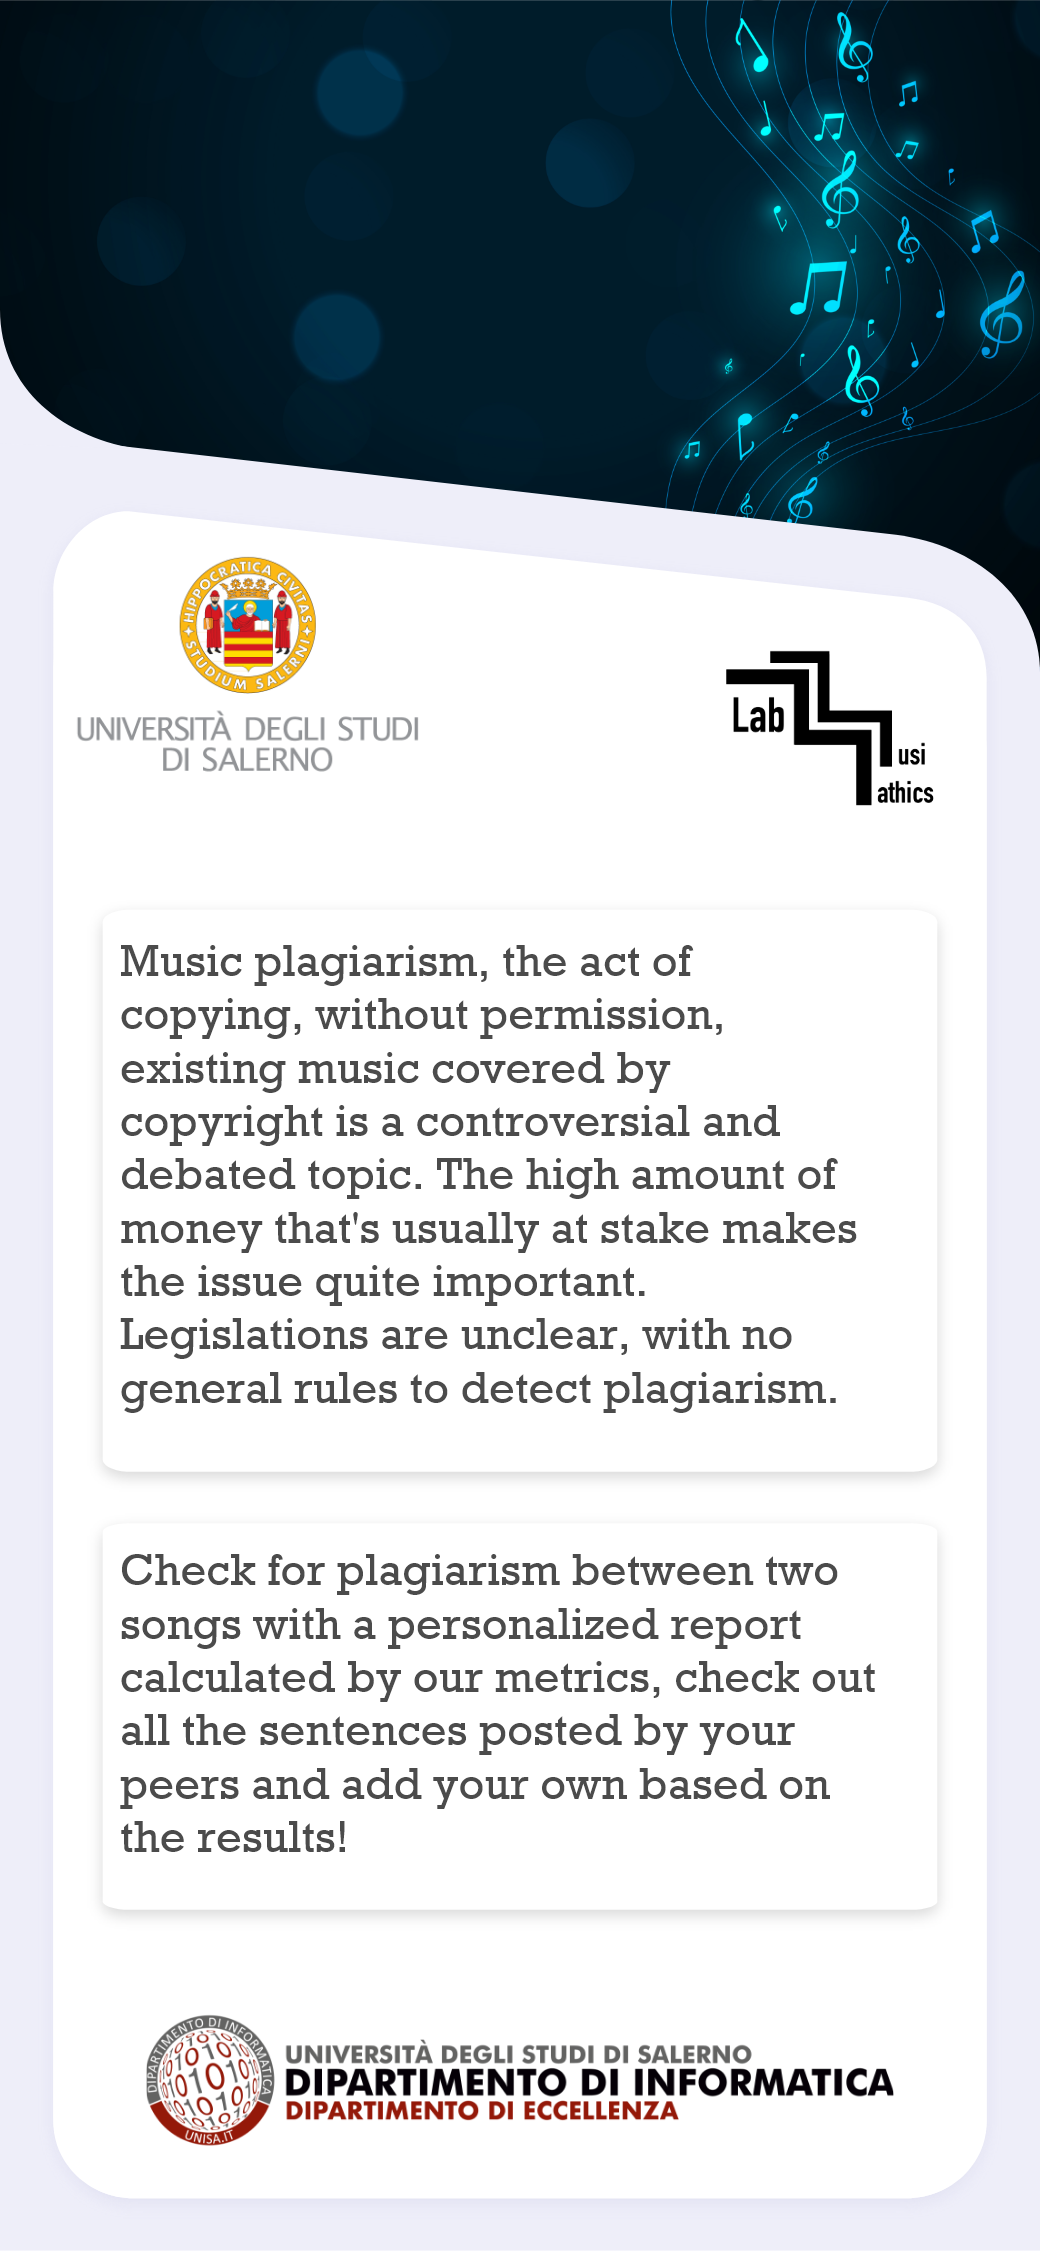 HIPPOCRATICA CIVITAS
STUDIUM SALERNI
UNIVERSITÀ DEGLI STUDI
DI SALERNO
Lab
usi
athics
Music plagiarism, the act of
copying, without permission,
existing music covered by
copyright is a controversial and
debated topic. The high amount of
money that's usually at stake makes
the issue quite important.
Legislations are unclear, with no
general rules to detect plagiarism.
Check for plagiarism between two
songs with a personalized report
calculated by our metrics, check out
all the sentences posted by your
peers and add your own based on
the results!
DIPARTIMENTO DI INFORMATICA
UNISA.IT
UNIVERSITÀ DEGLI STUDI DI SALERNO
DIPARTIMENTO DI INFORMATICA
DIPARTIMENTO DI ECCELLENZA